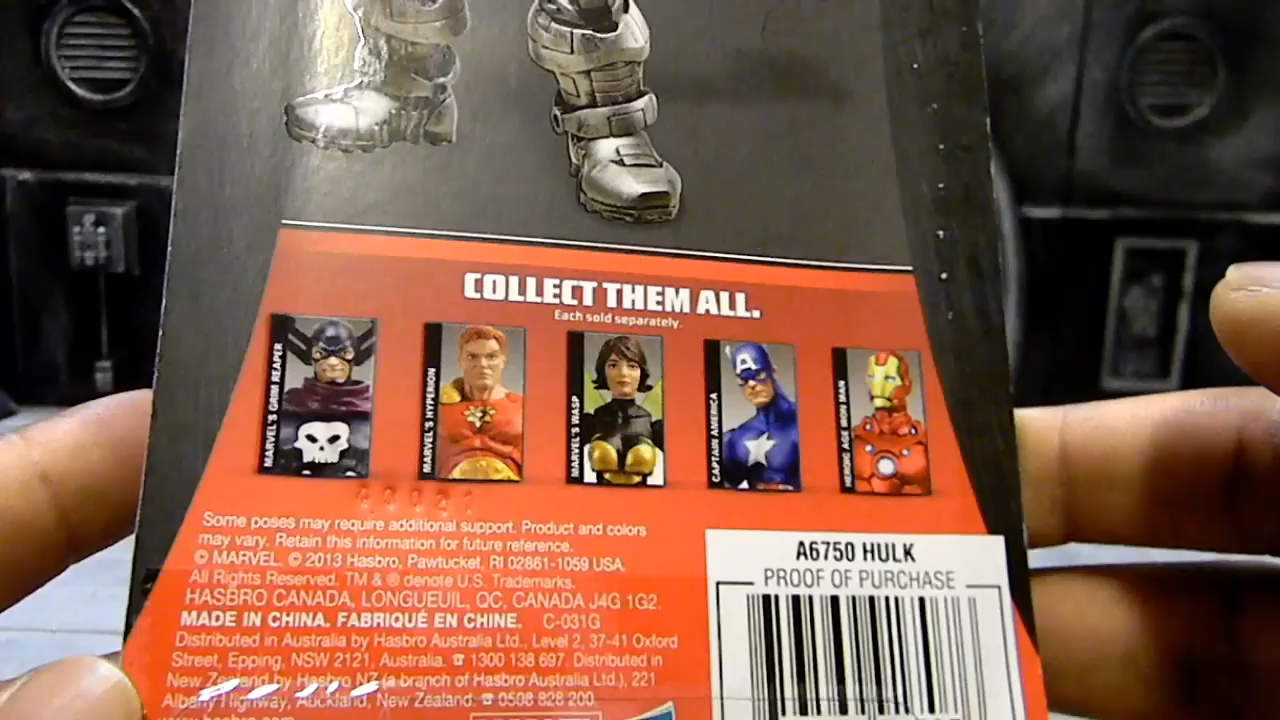 COLLECT THEM ALL.
Each sold separately.
MARVEL'S GRIM REAPER
MARVEL'S HYPERION
MARVEL'S WASP
CAPTAIN AMERICA
HEROIC AGE IRON MAN
Some poses may require additional support. Product and colors
may vary. Retain this information for future reference.
© MARVEL. © 2013 Hasbro, Pawtucket, RI 02861-1059 USA.
All Rights Reserved. TM & ® denote U.S. Trademarks.
HASBRO CANADA, LONGUEUIL, QC, CANADA J4G 1G2.
MADE IN CHINA. FABRIQUÉ EN CHINE. C-031G
Distributed in Australia by Hasbro Australia Ltd., Level 2, 37-41 Oxford
Street, Epping, NSW 2121, Australia. ☎ 1300 138 697. Distributed in
New Zealand by Hasbro NZ (a branch of Hasbro Australia Ltd.), 221
Albany Highway, Auckland, New Zealand. ☎ 0508 828 200.
www.hasbro.com
A6750 HULK
PROOF OF PURCHASE
A